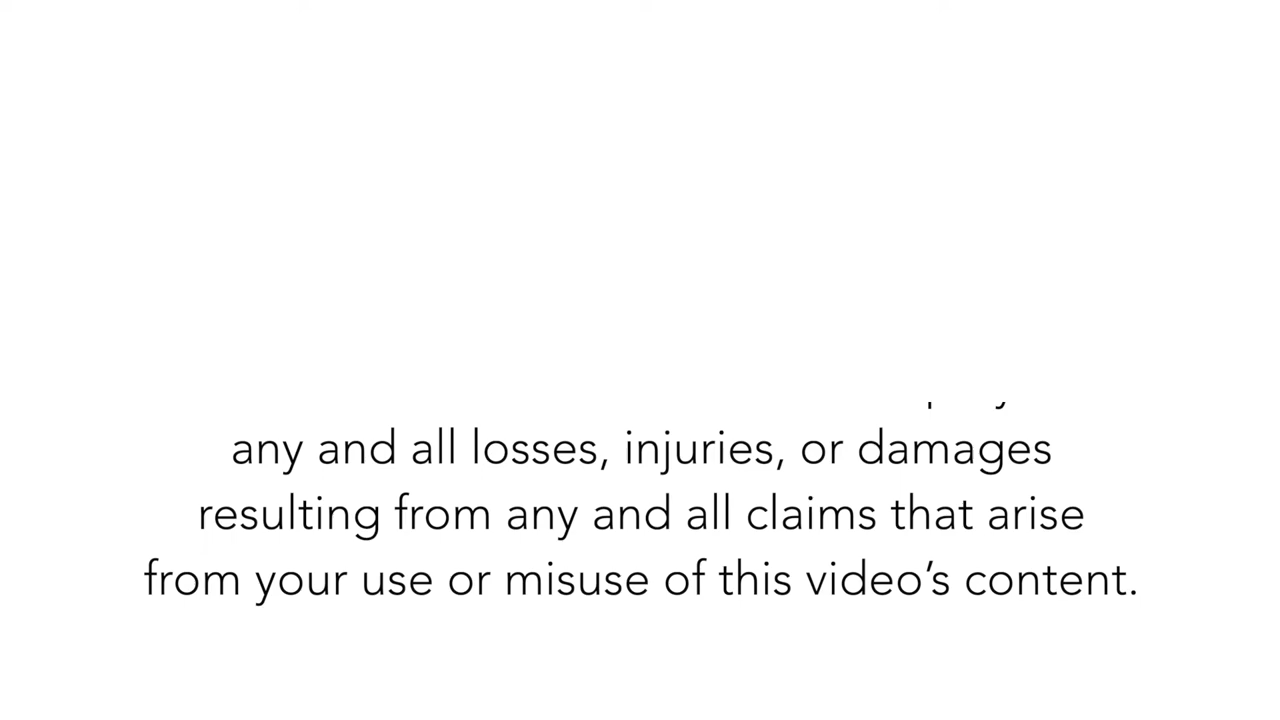 any and all losses, injuries, or damages
resulting from any and all claims that arise
from your use or misuse of this video’s content.